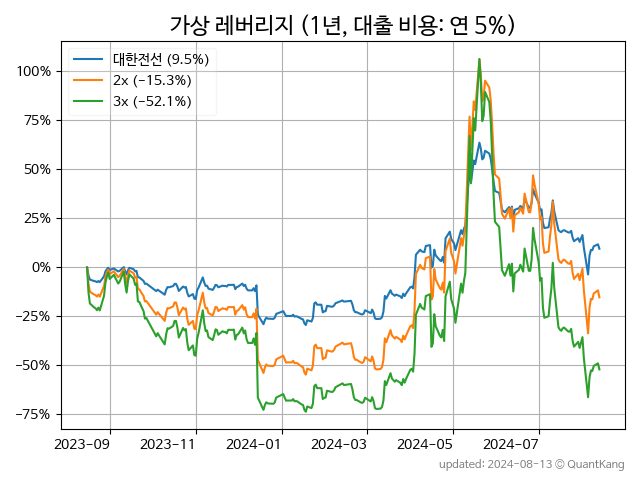 가상 레버리지 (1년, 대출 비용: 연 5%)
대한전선 (9.5%)
2x (−15.3%)
3x (−52.1%)
100%
75%
50%
25%
0%
−25%
−50%
−75%
2023-09 2023-11 2024-01 2024-03 2024-05 2024-07
updated: 2024-08-13 © QuantKang